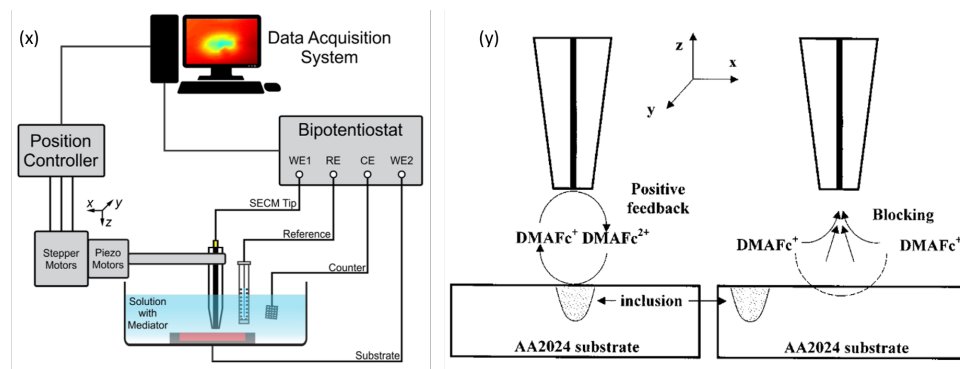 (x)
Data Acquisition
System
Position
Controller
Bipotentiostat
WE1 RE CE WE2
x y
z
SECM Tip
Reference
Stepper
Motors
Piezo
Motors
Counter
Solution
with
Mediator
Substrate
(y)
z
x
y
Positive
feedback
DMAFc+ DMAFc2+
inclusion
AA2024 substrate
Blocking
DMAFc+ DMAFc+
AA2024 substrate